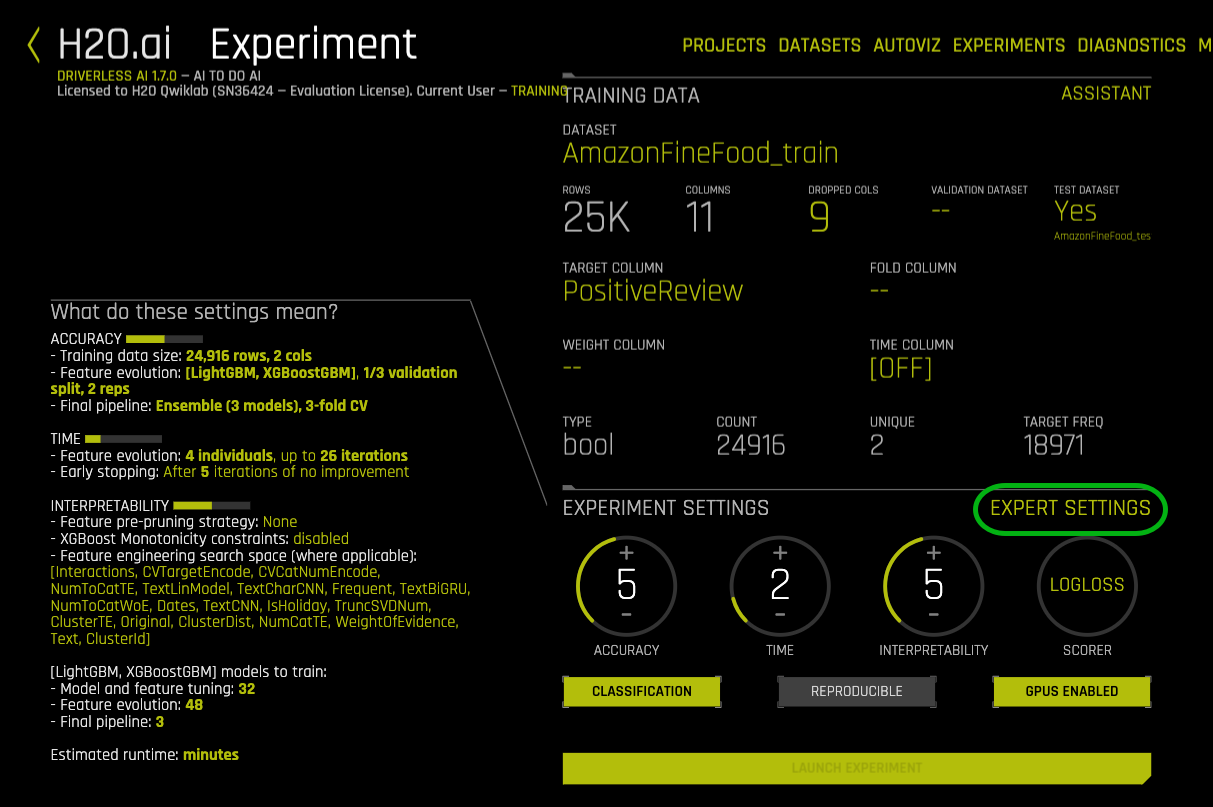 H2O.ai Experiment
PROJECTS DATASETS AUTOVIZ EXPERIMENTS DIAGNOSTICS M
DRIVERLESS AI 1.7.0 – AI TO DO AI
Licensed to H2O Qwiklab (SN36424 – Evaluation License). Current User – TRAINING
TRAINING DATA
ASSISTANT
DATASET
AmazonFineFood_train
ROWS COLUMNS DROPPED COLS VALIDATION DATASET TEST DATASET
25K 11 9 -- Yes
AmazonFineFood_tes
TARGET COLUMN FOLD COLUMN
PositiveReview --
WEIGHT COLUMN TIME COLUMN
-- [OFF]
TYPE COUNT UNIQUE TARGET FREQ
bool 24916 2 18971
What do these settings mean?
ACCURACY
- Training data size: 24,916 rows, 2 cols
- Feature evolution: [LightGBM, XGBoostGBM], 1/3 validation
split, 2 reps
- Final pipeline: Ensemble (3 models), 3-fold CV
TIME
- Feature evolution: 4 individuals, up to 26 iterations
- Early stopping: After 5 iterations of no improvement
INTERPRETABILITY
- Feature pre-pruning strategy: None
- XGBoost Monotonicity constraints: disabled
- Feature engineering search space (where applicable):
[Interactions, CVTargetEncode, CVCatNumEncode,
NumToCatTE, TextLinModel, TextCharCNN, Frequent, TextBiGRU,
NumToCatWoE, Dates, TextCNN, IsHoliday, TruncSVDNum,
ClusterTE, Original, ClusterDist, NumCatTE, WeightOfEvidence,
Text, ClusterId]
[LightGBM, XGBoostGBM] models to train:
- Model and feature tuning: 32
- Feature evolution: 48
- Final pipeline: 3
Estimated runtime: minutes
EXPERIMENT SETTINGS
EXPERT SETTINGS
+ + +
5 2 5 LOGLOSS
- - -
ACCURACY TIME INTERPRETABILITY SCORER
CLASSIFICATION REPRODUCIBLE GPUS ENABLED
LAUNCH EXPERIMENT